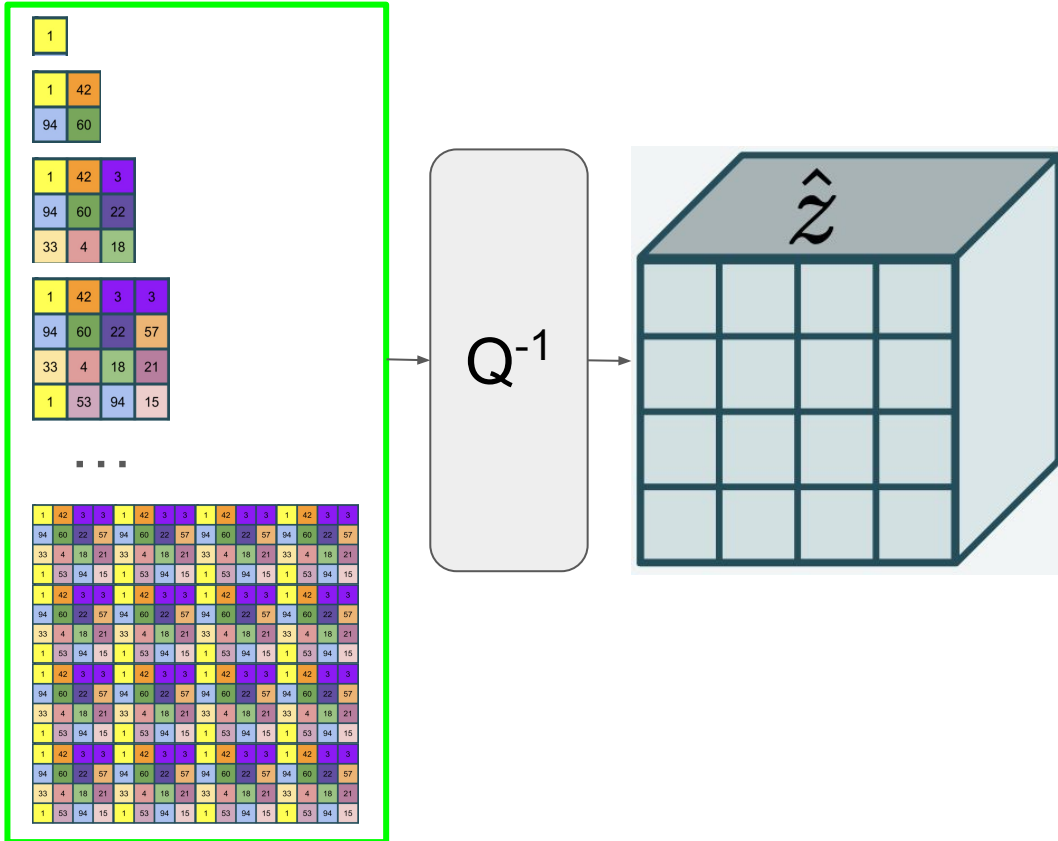 1
1 42
94 60
1 42 3
94 60 22
33 4 18
1 42 3 3
94 60 22 57
33 4 18 21
1 53 94 15
...
1 42 3 3 1 42 3 3 1 42 3 3 1 42 3 3
94 60 22 57 94 60 22 57 94 60 22 57 94 60 22 57
33 4 18 21 33 4 18 21 33 4 18 21 33 4 18 21
1 53 94 15 1 53 94 15 1 53 94 15 1 53 94 15
1 42 3 3 1 42 3 3 1 42 3 3 1 42 3 3
94 60 22 57 94 60 22 57 94 60 22 57 94 60 22 57
33 4 18 21 33 4 18 21 33 4 18 21 33 4 18 21
1 53 94 15 1 53 94 15 1 53 94 15 1 53 94 15
1 42 3 3 1 42 3 3 1 42 3 3 1 42 3 3
94 60 22 57 94 60 22 57 94 60 22 57 94 60 22 57
33 4 18 21 33 4 18 21 33 4 18 21 33 4 18 21
1 53 94 15 1 53 94 15 1 53 94 15 1 53 94 15
1 42 3 3 1 42 3 3 1 42 3 3 1 42 3 3
94 60 22 57 94 60 22 57 94 60 22 57 94 60 22 57
33 4 18 21 33 4 18 21 33 4 18 21 33 4 18 21
1 53 94 15 1 53 94 15 1 53 94 15 1 53 94 15
Q⁻¹
ẑ